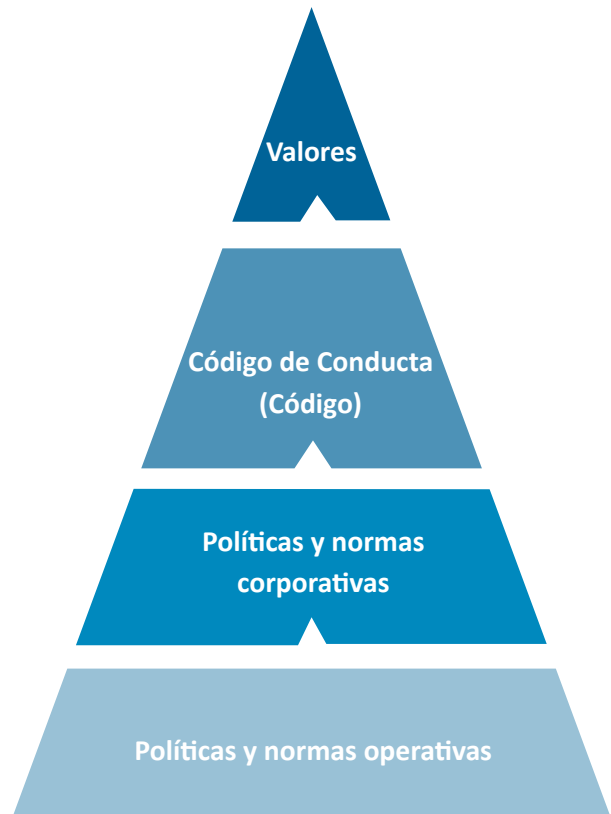 Valores
Código de Conducta
(Código)
Políticas y normas
corporativas
Políticas y normas operativas